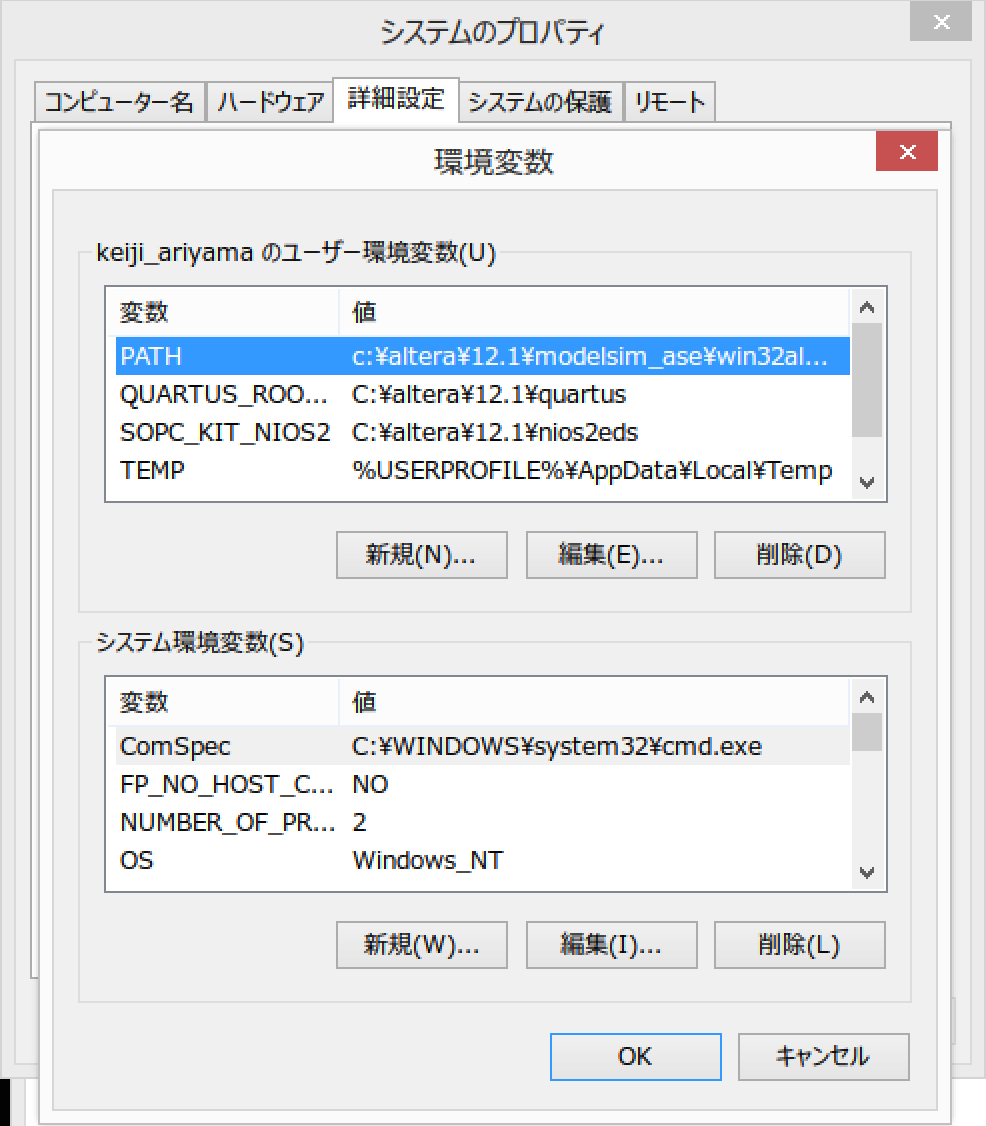 システムのプロパティ
コンピューター名 ハードウェア 詳細設定 システムの保護 リモート
環境変数
keiji_ariyama のユーザー環境変数(U)
変数 値
PATH c:¥altera¥12.1¥modelsim_ase¥win32al...
QUARTUS_ROO... C:¥altera¥12.1¥quartus
SOPC_KIT_NIOS2 C:¥altera¥12.1¥nios2eds
TEMP %USERPROFILE%¥AppData¥Local¥Temp
新規(N)... 編集(E)... 削除(D)
システム環境変数(S)
変数 値
ComSpec C:¥WINDOWS¥system32¥cmd.exe
FP_NO_HOST_C... NO
NUMBER_OF_PR... 2
OS Windows_NT
新規(W)... 編集(I)... 削除(L)
OK キャンセル